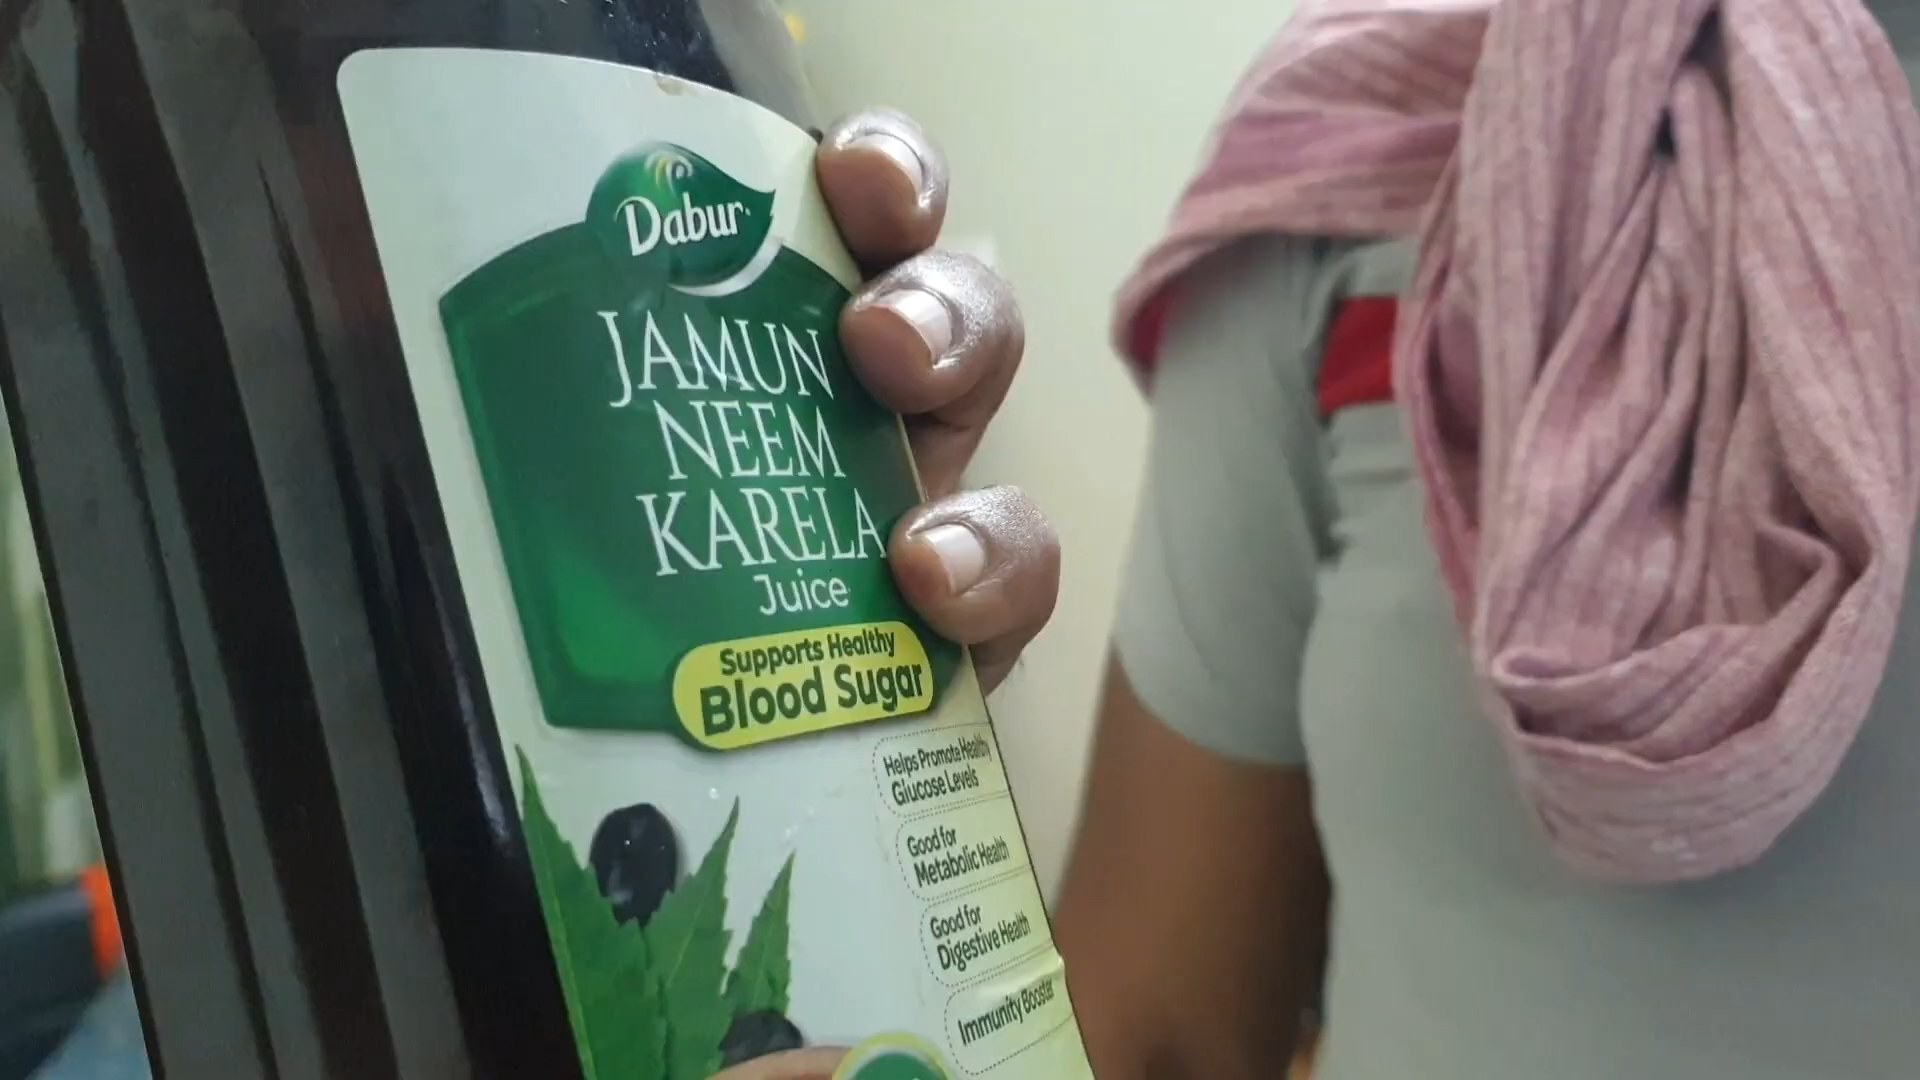 Dabur
JAMUN
NEEM
KARELA
Juice
Supports Healthy
Blood Sugar
Helps Promote Healthy
Glucose Levels
Good for
Metabolic Health
Good for
Digestive Health
Immunity Booster